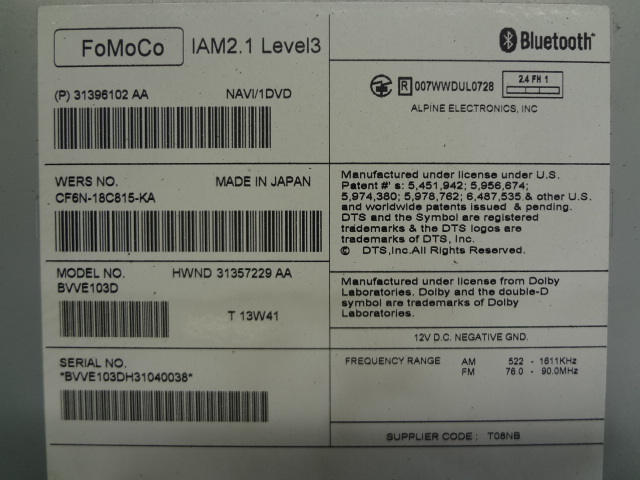 FoMoCo IAM2.1 Level3
(P) 31396102 AA NAVI/1DVD
WERS NO. MADE IN JAPAN
CF6N-18C815-KA
MODEL NO. HWND 31357229 AA
BVVE103D
T 13W41
SERIAL NO.
*BVVE103DH31040038*
Bluetooth
R 007WWDUL0728 2.4 FH 1
ALPINE ELECTRONICS, INC
Manufactured under license under U.S.
Patent #' s: 5,451,942; 5,956,674;
5,974,380; 5,978,762; 6,487,535 & other U.S.
and worldwide patents issued & pending.
DTS and the Symbol are registered
trademarks & the DTS logos are
trademarks of DTS, Inc.
© DTS,Inc.All Rights Reserved.
Manufactured under license from Dolby
Laboratories. Dolby and the double-D
symbol are trademarks of Dolby
Laboratories.
12V D.C. NEGATIVE GND.
FREQUENCY RANGE AM 522 - 1611KHz
FM 76.0 - 90.0MHz
SUPPLIER CODE : T08NB